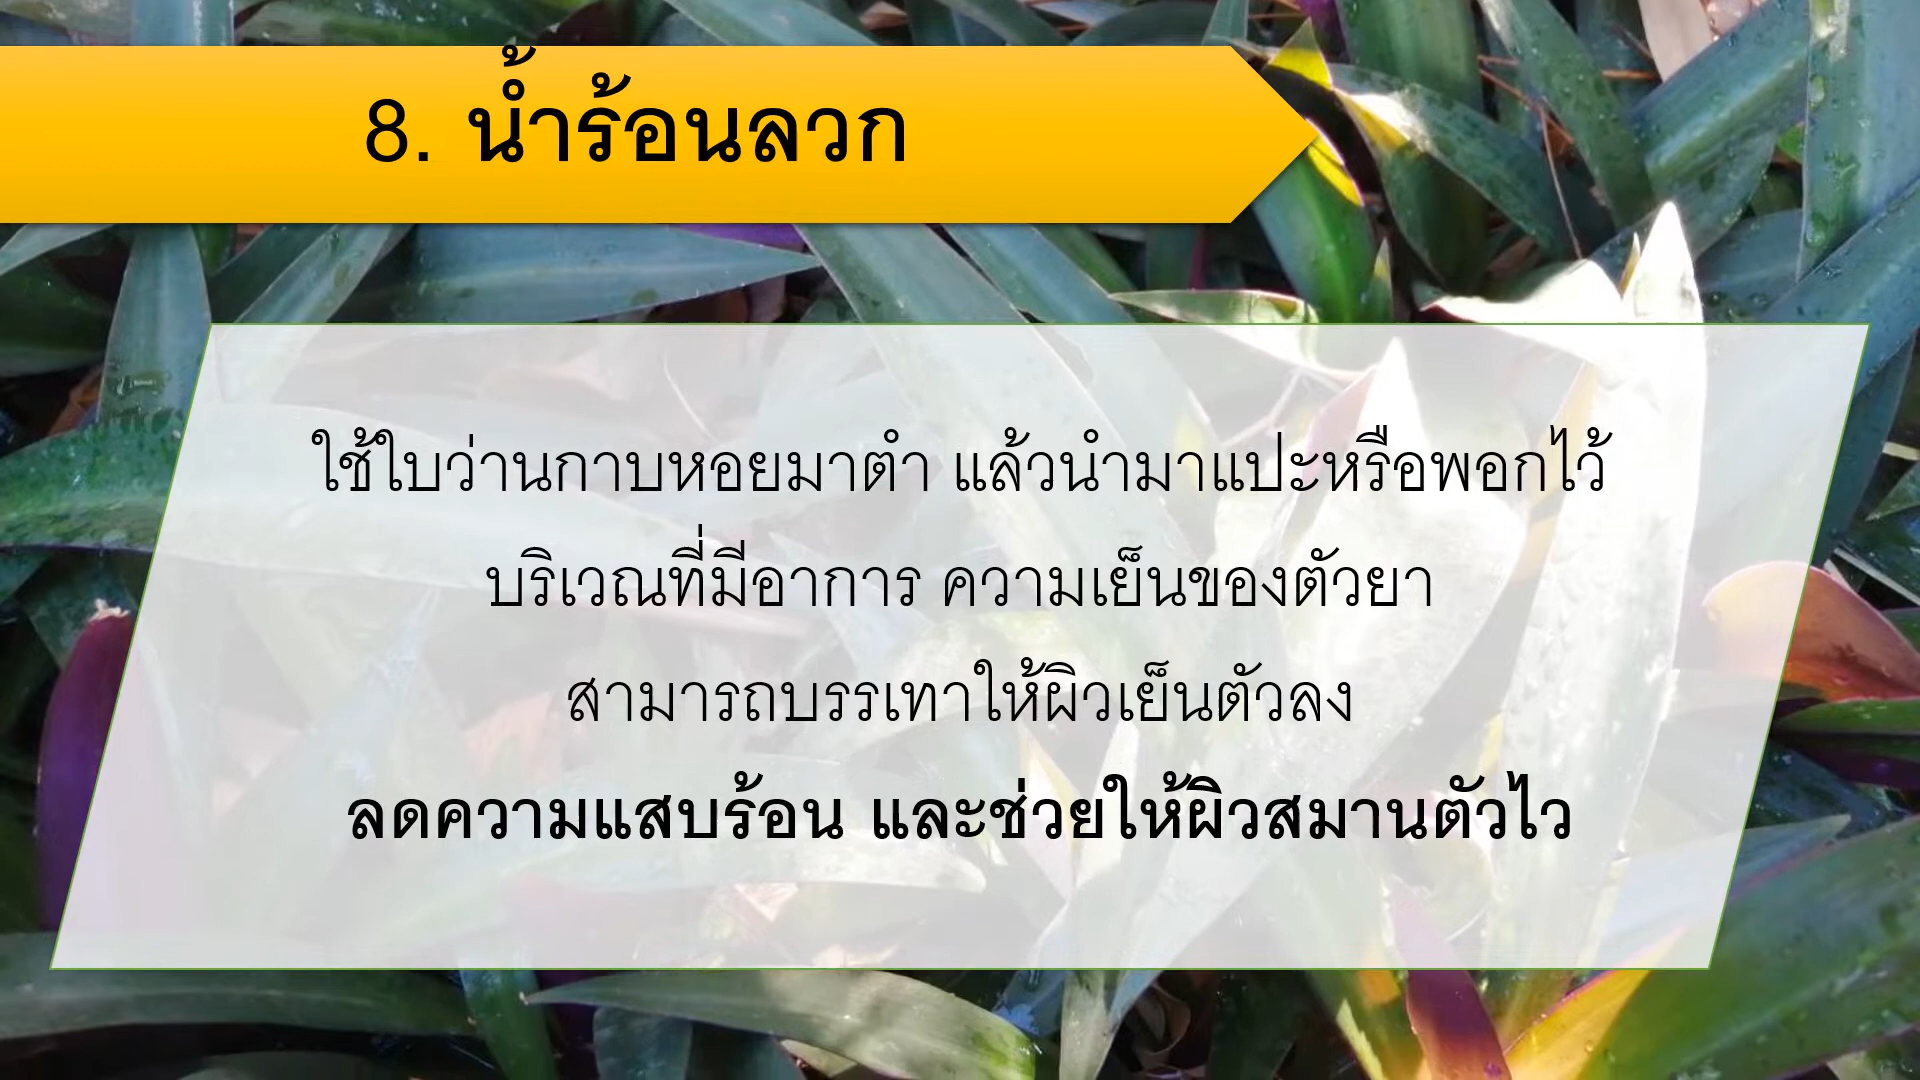 8. น้ำร้อนลวก
ใช้ใบว่านกาบหอยมาตำ แล้วนำมาแปะหรือพอกไว้
บริเวณที่มีอาการ ความเย็นของตัวยา
สามารถบรรเทาให้ผิวเย็นตัวลง
ลดความแสบร้อน และช่วยให้ผิวสมานตัวไว